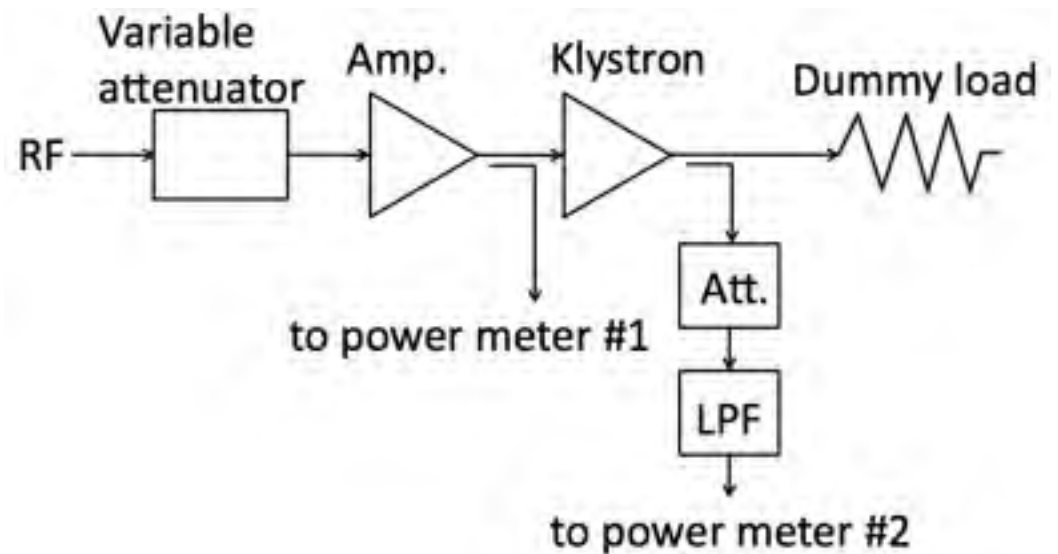 Variable
attenuator
Amp.
Klystron
Dummy load
RF
Att.
to power meter #1
LPF
to power meter #2